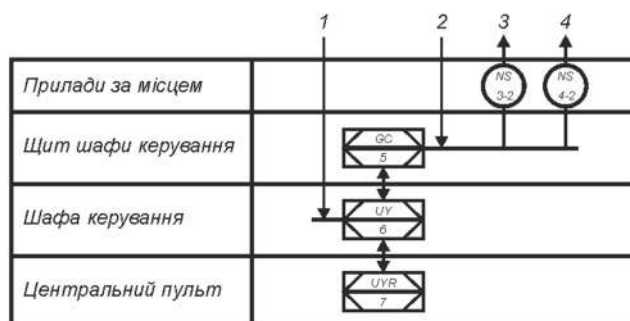 1 2 3 4
Прилади за місцем
NS
3-2
NS
4-2
Щит шафи керування
GC
5
Шафа керування
UY
6
Центральний пульт
UYR
7